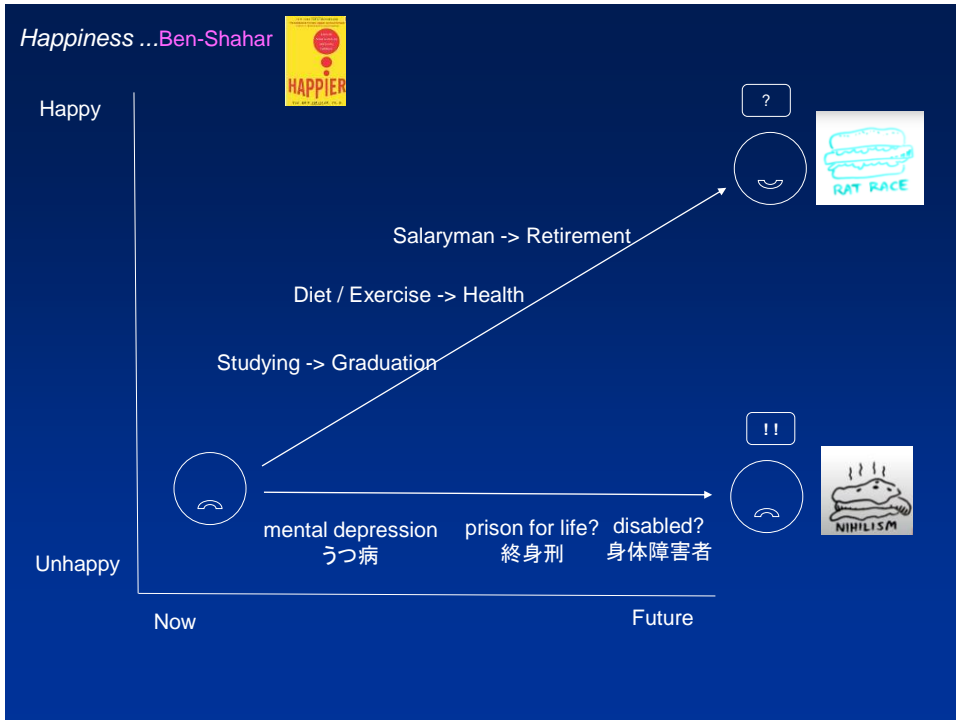 Happiness ...Ben-Shahar
HAPPIER
Happy
?
RAT RACE
Salaryman -> Retirement
Diet / Exercise -> Health
Studying -> Graduation
!!
NIHILISM
mental depression
うつ病
prison for life?
終身刑
disabled?
身体障害者
Unhappy
Now
Future